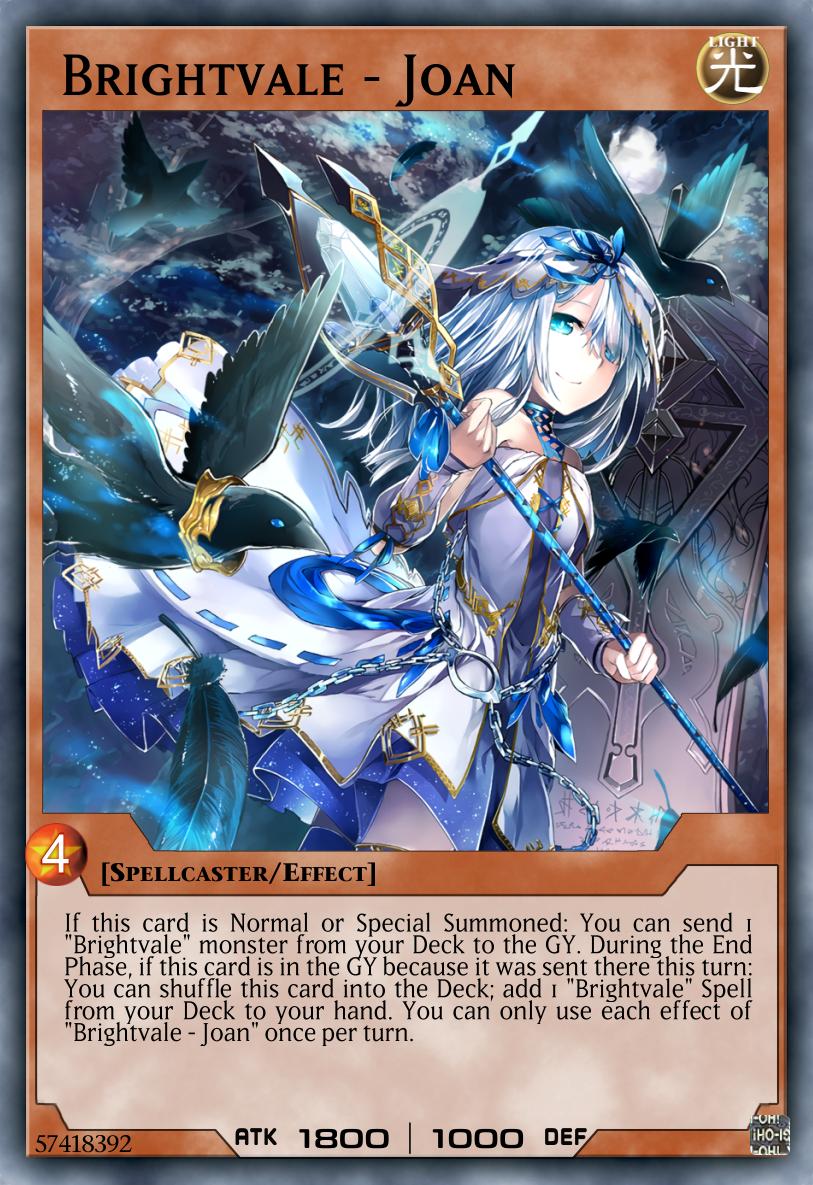 Brightvale - Joan
LIGHT
光
4
[Spellcaster/Effect]
If this card is Normal or Special Summoned: You can send 1
"Brightvale" monster from your Deck to the GY. During the End
Phase, if this card is in the GY because it was sent there this turn:
You can shuffle this card into the Deck; add 1 "Brightvale" Spell
from your Deck to your hand. You can only use each effect of
"Brightvale - Joan" once per turn.
57418392
ATK 1800 | 1000 DEF